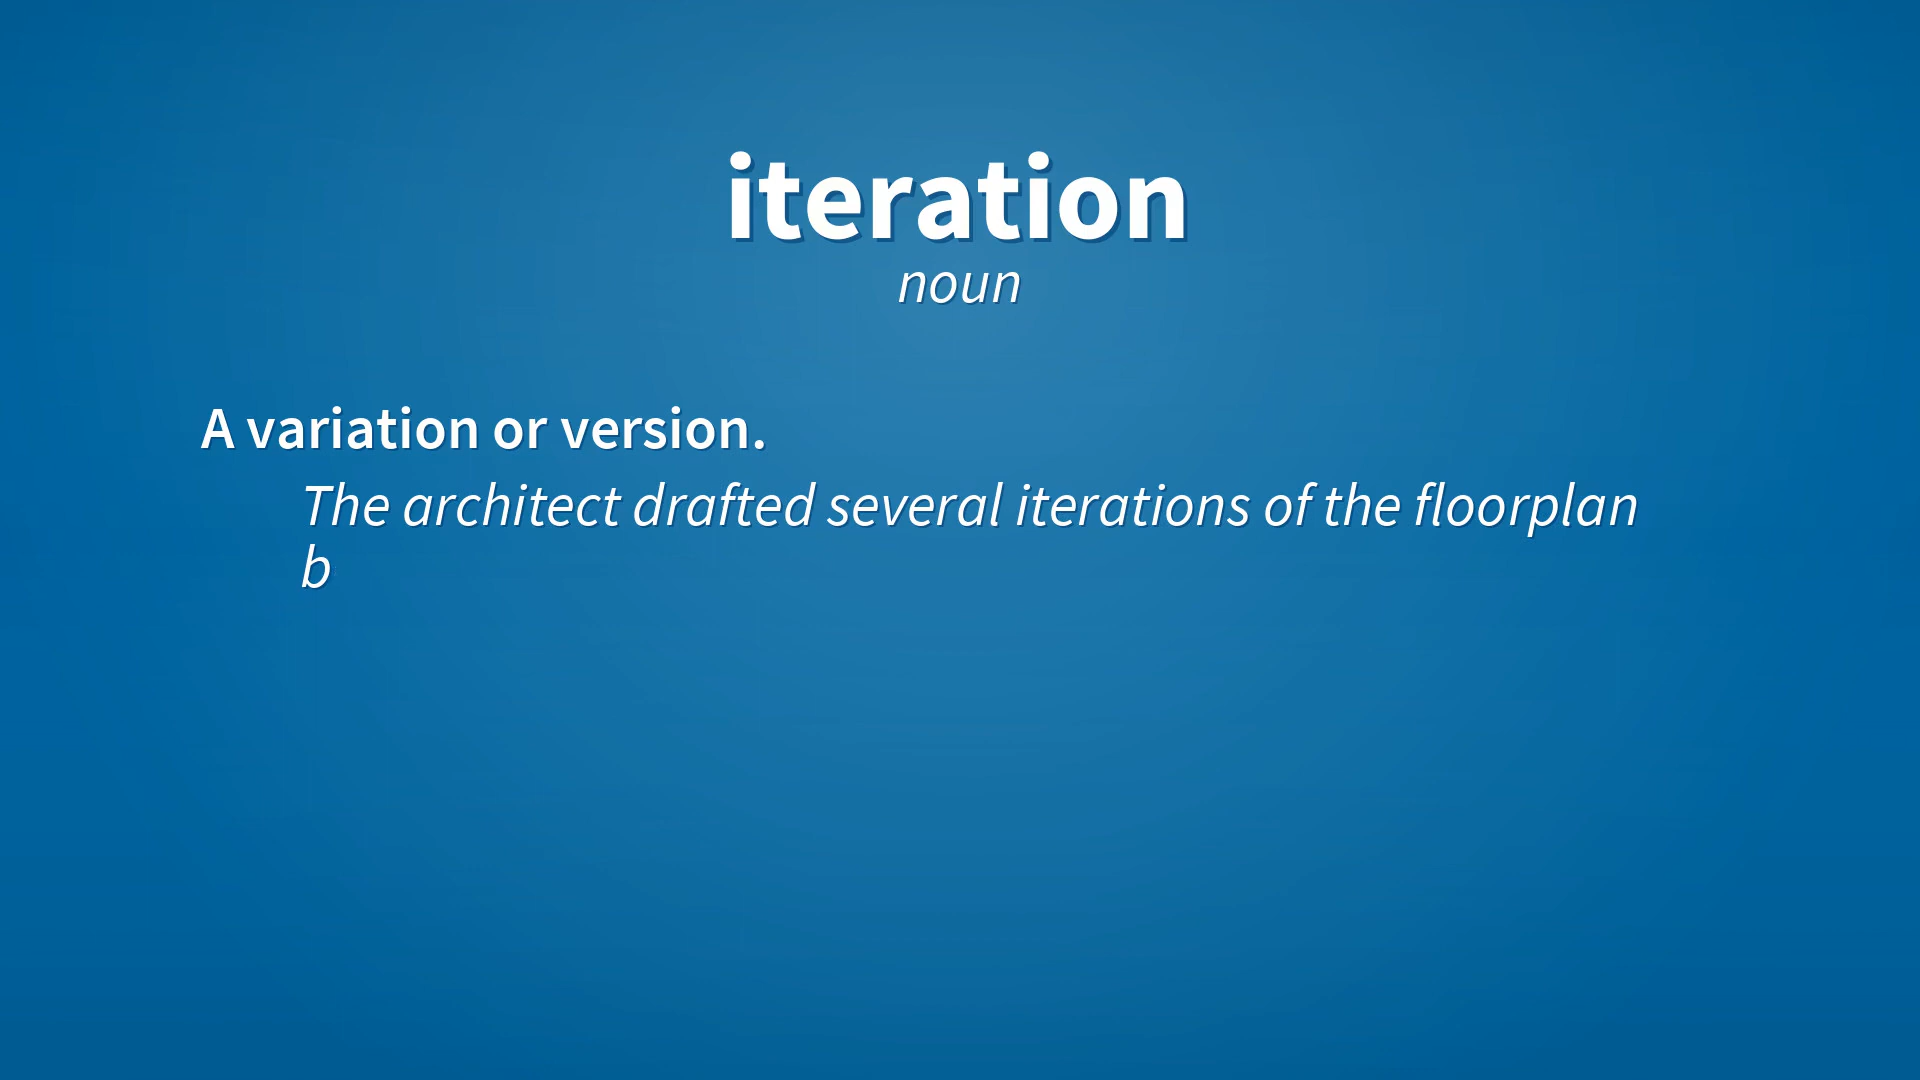 iteration
noun
A variation or version.
The architect drafted several iterations of the floorplan
b